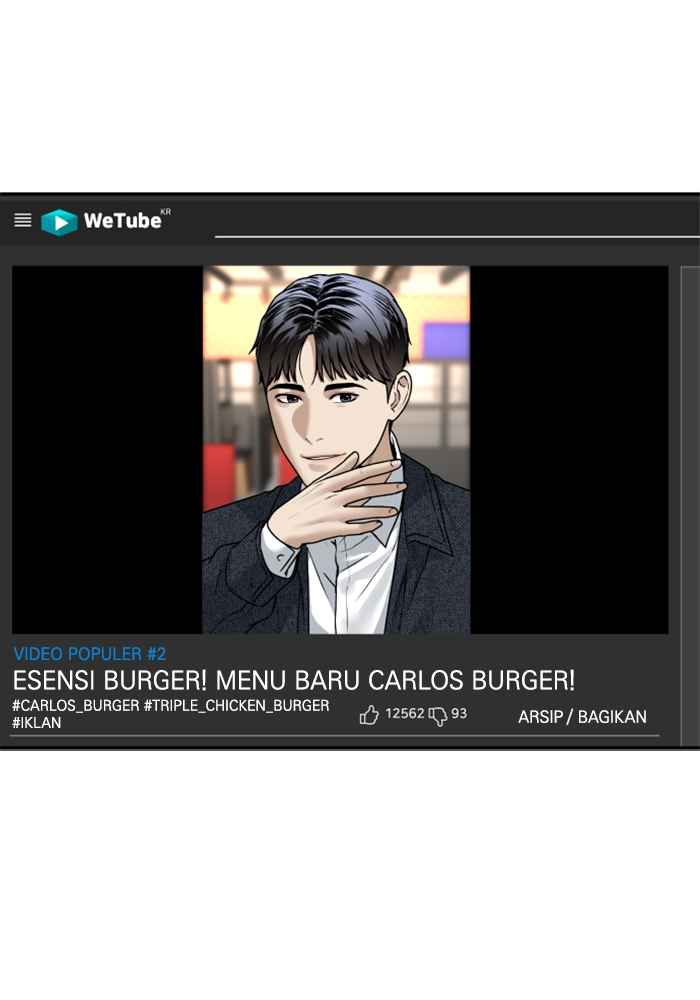 WeTube KR
VIDEO POPULER #2
ESENSI BURGER! MENU BARU CARLOS BURGER!
#CARLOS_BURGER #TRIPLE_CHICKEN_BURGER
#IKLAN
12562 93
ARSIP / BAGIKAN